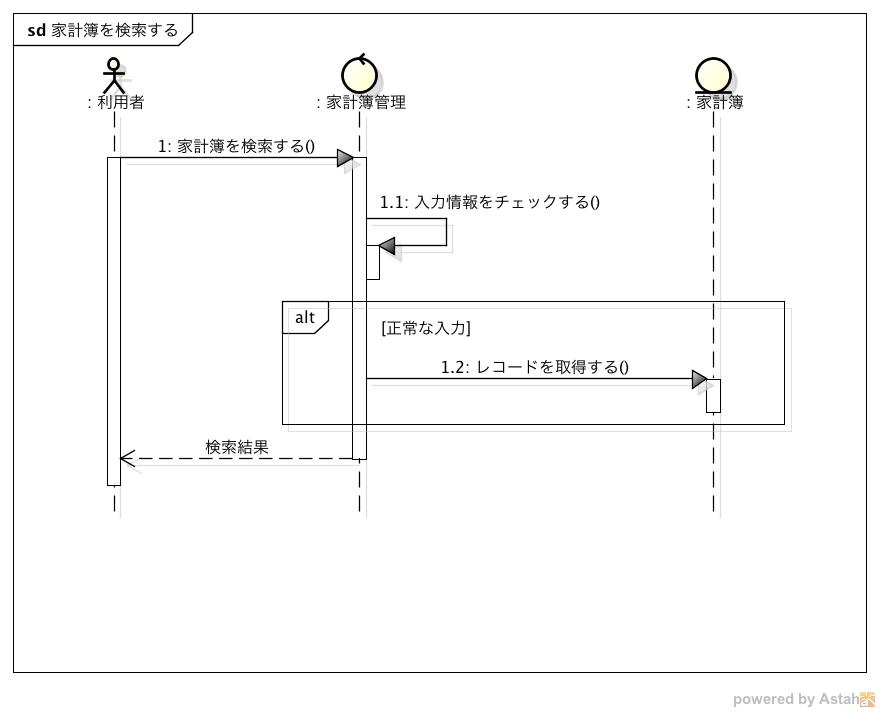 sd 家計簿を検索する
: 利用者
: 家計簿管理
: 家計簿
1: 家計簿を検索する()
1.1: 入力情報をチェックする()
alt
[正常な入力]
1.2: レコードを取得する()
検索結果
powered by Astah